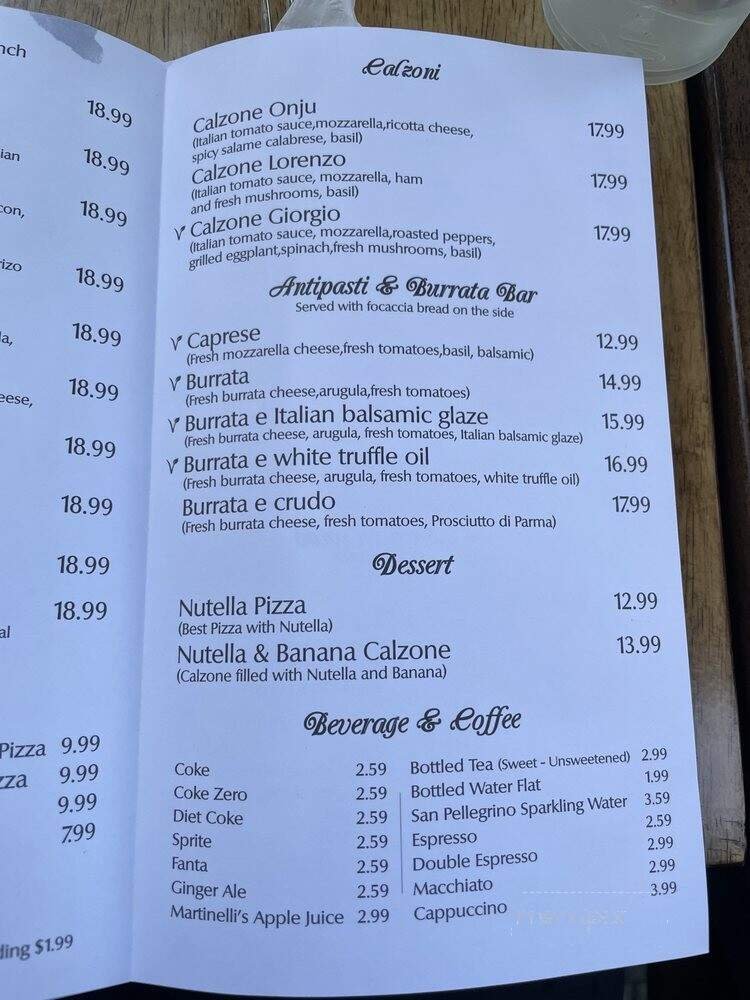 nch
18.99
ian
18.99
con,
18.99
rizo
18.99
la,
18.99
eese,
18.99
18.99
18.99
18.99
18.99
al
Pizza 9.99
zza 9.99
9.99
7.99
ding $1.99
Calzoni
Calzone Onju 17.99
(Italian tomato sauce,mozzarella,ricotta cheese,
spicy salame calabrese, basil)
Calzone Lorenzo 17.99
(Italian tomato sauce, mozzarella, ham
and fresh mushrooms, basil)
V Calzone Giorgio 17.99
(Italian tomato sauce, mozzarella,roasted peppers,
grilled eggplant,spinach,fresh mushrooms, basil)
Antipasti & Burrata Bar
Served with focaccia bread on the side
V Caprese 12.99
(Fresh mozzarella cheese,fresh tomatoes,basil, balsamic)
V Burrata 14.99
(Fresh burrata cheese,arugula,fresh tomatoes)
V Burrata e Italian balsamic glaze 15.99
(Fresh burrata cheese, arugula, fresh tomatoes, Italian balsamic glaze)
V Burrata e white truffle oil 16.99
(Fresh burrata cheese, arugula, fresh tomatoes, white truffle oil)
Burrata e crudo 17.99
(Fresh burrata cheese, fresh tomatoes, Prosciutto di Parma)
Dessert
Nutella Pizza 12.99
(Best Pizza with Nutella)
Nutella & Banana Calzone 13.99
(Calzone filled with Nutella and Banana)
Beverage & Coffee
Coke 2.59
Coke Zero 2.59
Diet Coke 2.59
Sprite 2.59
Fanta 2.59
Ginger Ale 2.59
Martinelli's Apple Juice 2.99
Bottled Tea (Sweet - Unsweetened) 2.99
Bottled Water Flat 1.99
San Pellegrino Sparkling Water 3.59
Espresso 2.59
Double Espresso 2.99
Macchiato 2.99
Cappuccino 3.99